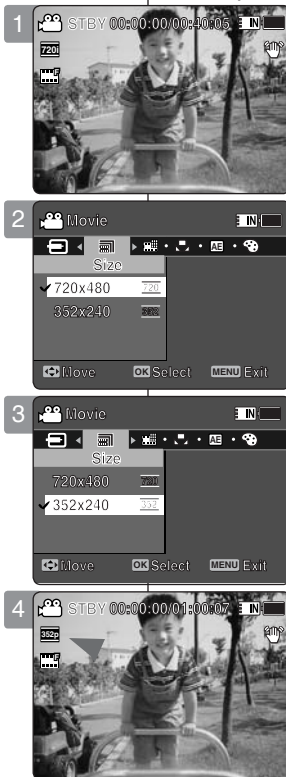 1
STBY 00:00:00/00:40:05 IN
720i
F
2
Movie IN
AE
Size
720x480 720
352x240 352
Move OK Select MENU Exit
3
Movie IN
AE
Size
720x480 720
352x240 352
Move OK Select MENU Exit
4
STBY 00:00:00/01:00:07 IN
352p
F